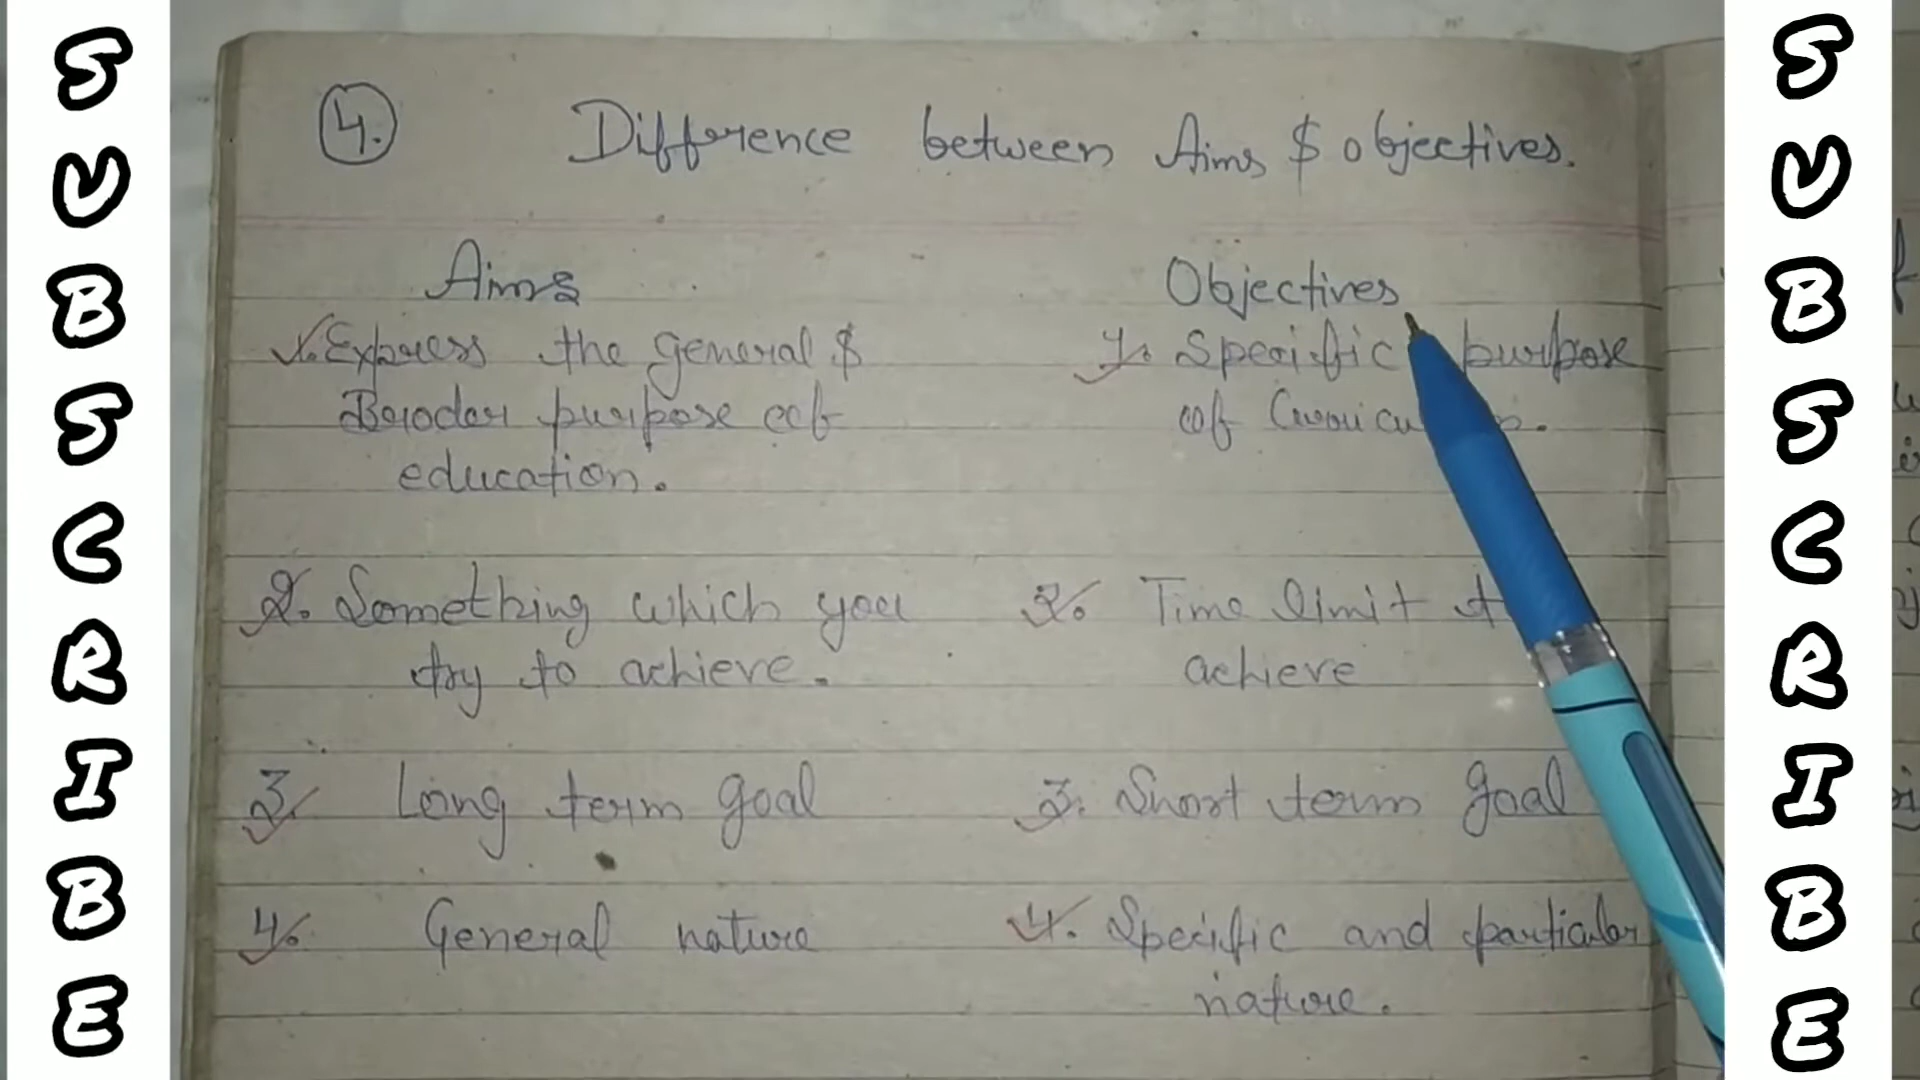 SUBSCRIBE
4. Difference between Aims $ objectives.
Aims
1. Express the general $
Broder purpose of
education.
2. Something which you
try to achieve.
3. Long term goal
4. General nature
Objectives
1. Specific purpose
of
2. Time limit
achieve
3. Short term goal
4. Specific and particular
nature.
SUBSCRIBE